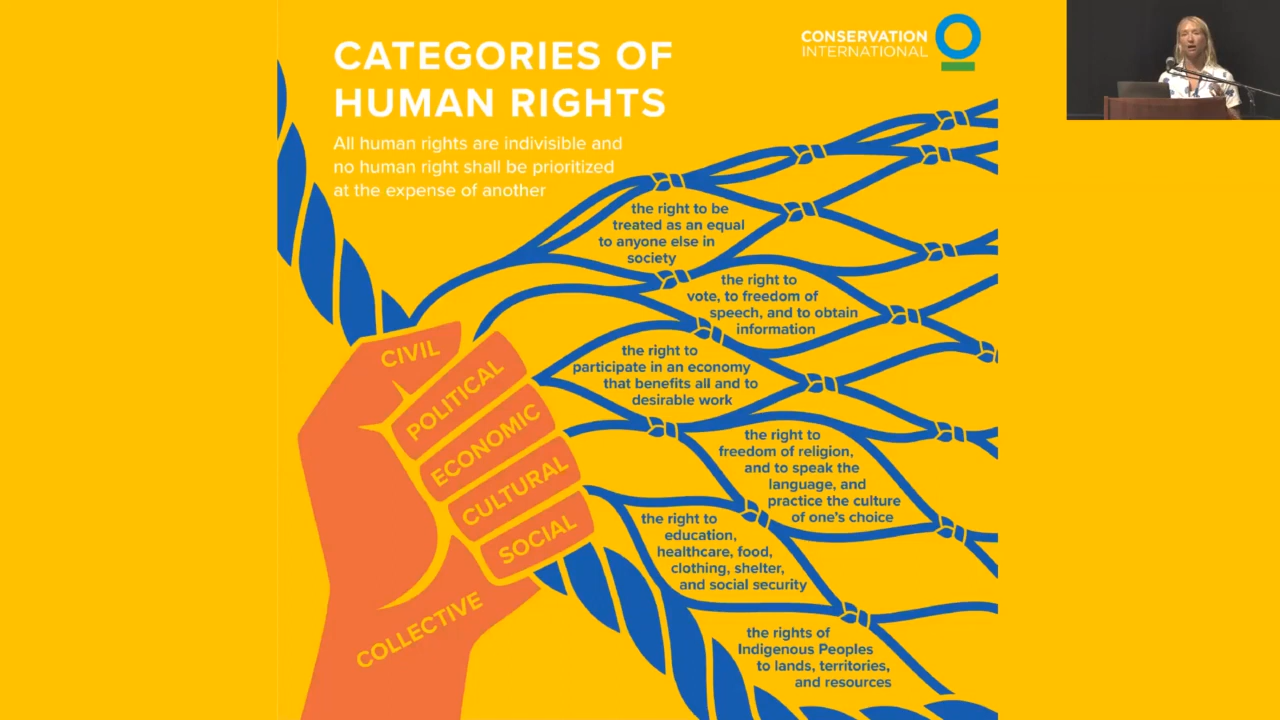 CATEGORIES OF
HUMAN RIGHTS
All human rights are indivisible and
no human right shall be prioritized
at the expense of another
CONSERVATION
INTERNATIONAL
the right to be
treated as an equal
to anyone else in
society
the right to
vote, to freedom of
speech, and to obtain
information
the right to
participate in an economy
that benefits all and to
desirable work
the right to
freedom of religion,
and to speak the
language, and
practice the culture
of one's choice
the right to
education,
healthcare, food,
clothing, shelter,
and social security
the rights of
Indigenous Peoples
to lands, territories,
and resources
CIVIL
POLITICAL
ECONOMIC
CULTURAL
SOCIAL
COLLECTIVE